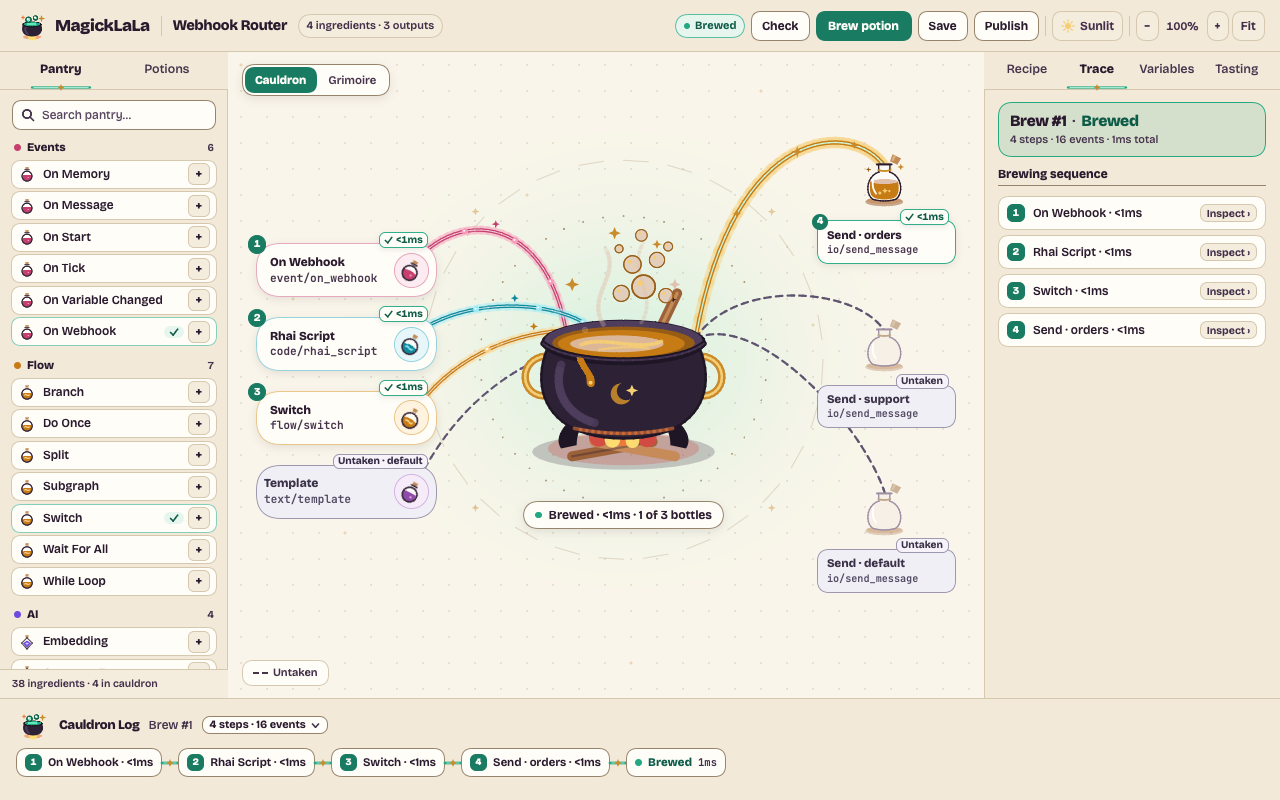 MagickLaLa
Webhook Router
4 ingredients · 3 outputs
Brewed
Check
Brew potion
Save
Publish
Sunlit
−
100%
+
Fit
Pantry
Potions
Search pantry...
Events 6
On Memory +
On Message +
On Start +
On Tick +
On Variable Changed +
On Webhook +
Flow 7
Branch +
Do Once +
Split +
Subgraph +
Switch +
Wait For All +
While Loop +
AI 4
Embedding +
38 ingredients · 4 in cauldron
Cauldron
Grimoire
1
<1ms
On Webhook
event/on_webhook
2
<1ms
Rhai Script
code/rhai_script
3
<1ms
Switch
flow/switch
Untaken · default
Template
text/template
Brewed · <1ms · 1 of 3 bottles
4
<1ms
Send · orders
io/send_message
Untaken
Send · support
io/send_message
Untaken
Send · default
io/send_message
Untaken
Recipe
Trace
Variables
Tasting
Brew #1 · Brewed
4 steps · 16 events · 1ms total
Brewing sequence
1 On Webhook · <1ms Inspect ›
2 Rhai Script · <1ms Inspect ›
3 Switch · <1ms Inspect ›
4 Send · orders · <1ms Inspect ›
Cauldron Log
Brew #1
4 steps · 16 events
1 On Webhook · <1ms
2 Rhai Script · <1ms
3 Switch · <1ms
4 Send · orders · <1ms
Brewed 1ms